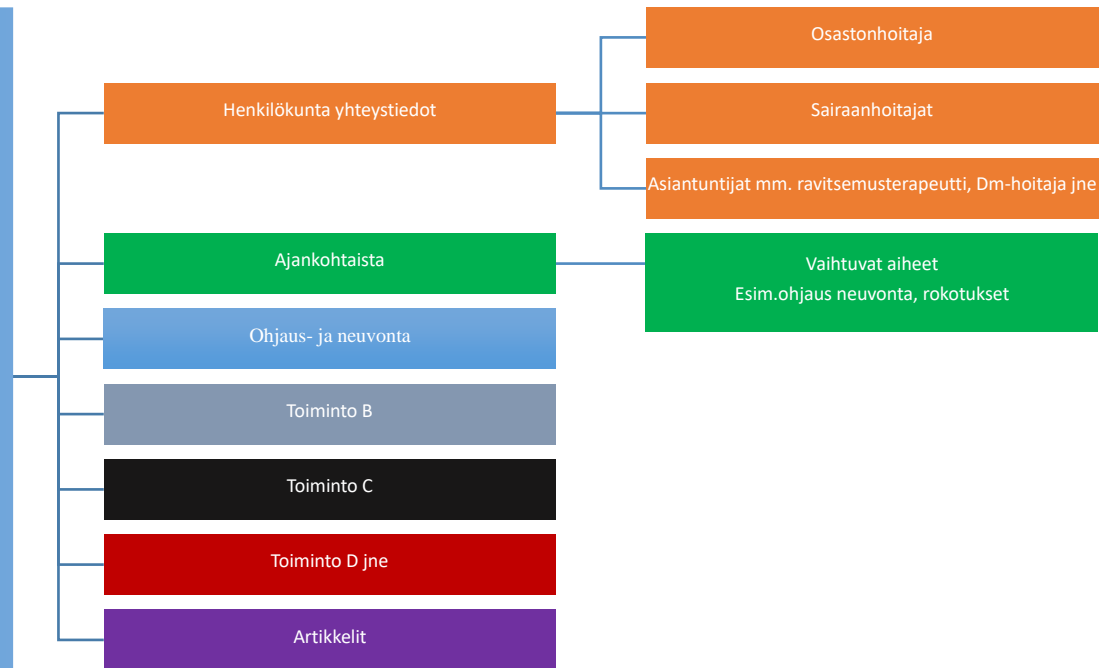 Henkilökunta yhteystiedot
Osastonhoitaja
Sairaanhoitajat
Asiantuntijat mm. ravitsemusterapeutti, Dm-hoitaja jne
Ajankohtaista
Vaihtuvat aiheet
Esim.ohjaus neuvonta, rokotukset
Ohjaus- ja neuvonta
Toiminto B
Toiminto C
Toiminto D jne
Artikkelit